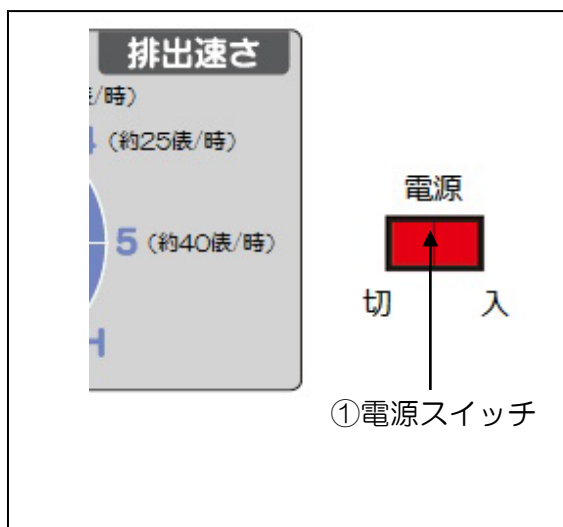 排出速さ
/時)
(約25俵/時)
5 (約40俵/時)
電源
切 入
①電源スイッチ